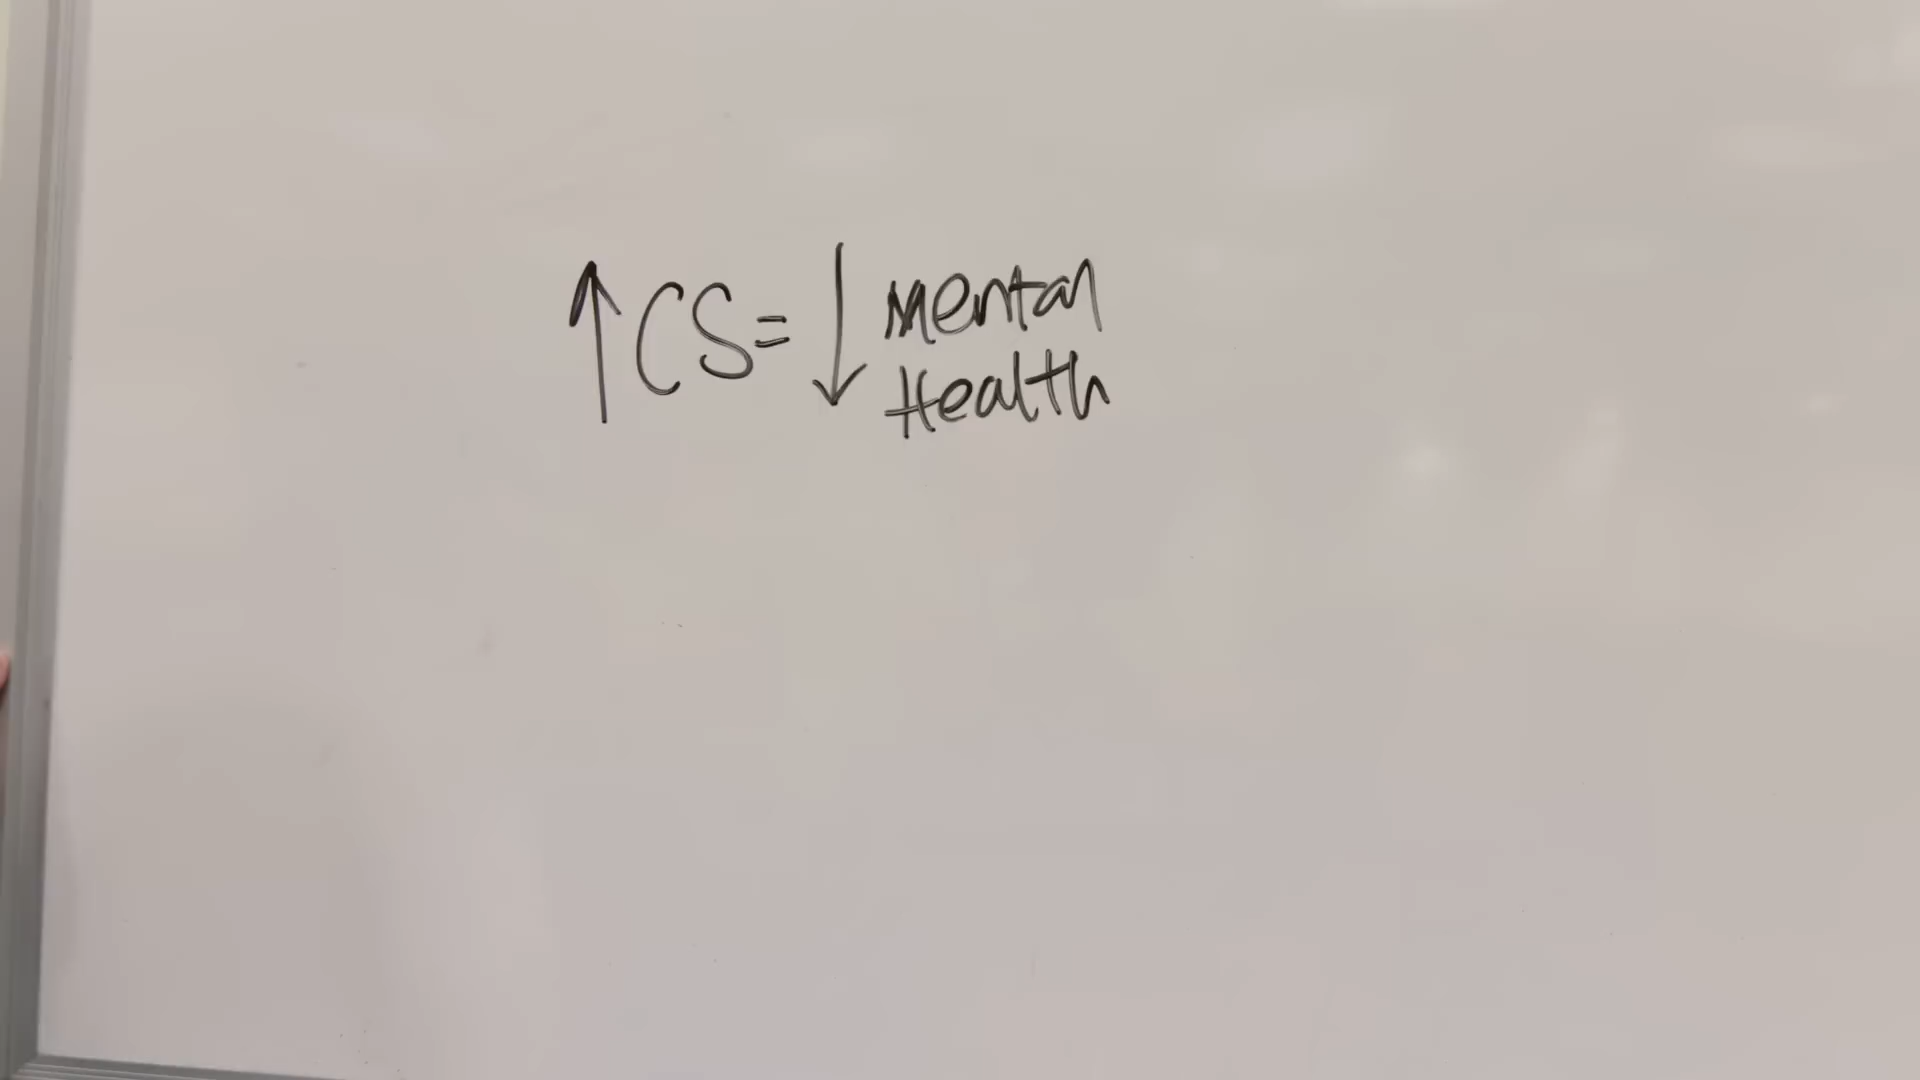 ↑ CS = ↓ Mental
Health